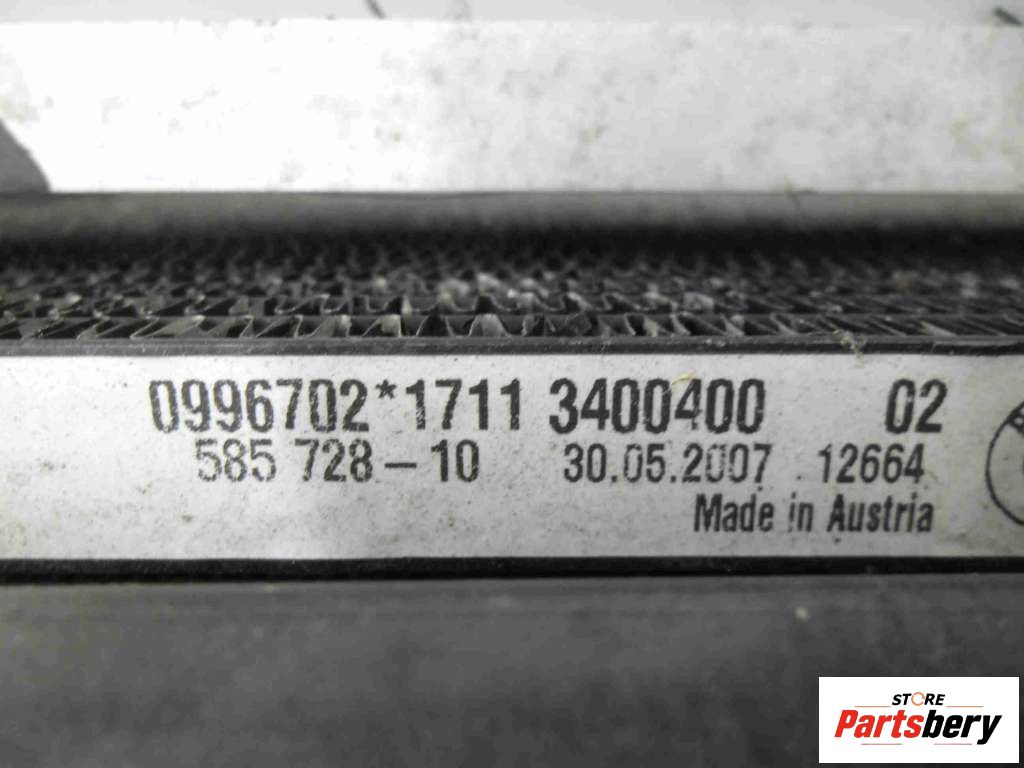 0996702*1711 3400400 02
585 728-10 30.05.2007 12664
Made in Austria
STORE
Partsbery